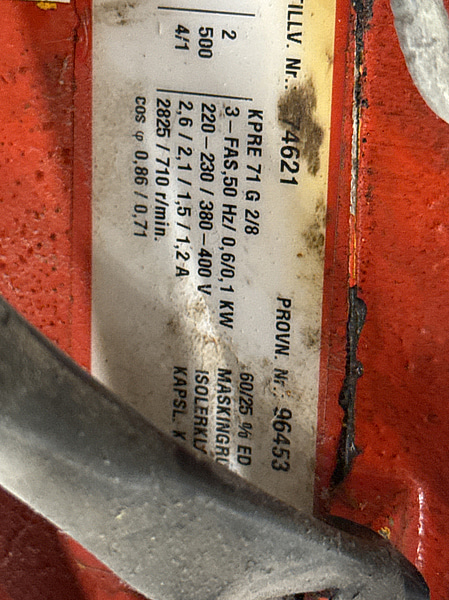 TILLV. Nr.: 74621 PROVN. Nr.: 96453
KPRE 71 G 2/8 60/25 % ED
2 3 – FAS, 50 Hz/ 0,6/0,1 KW
500 220 – 230 / 380 – 400 V
4/1 2,6 / 2,1 / 1,5 / 1,2 A KAPSL. K
2825 / 710 r/min.
cos φ 0,86 / 0,71